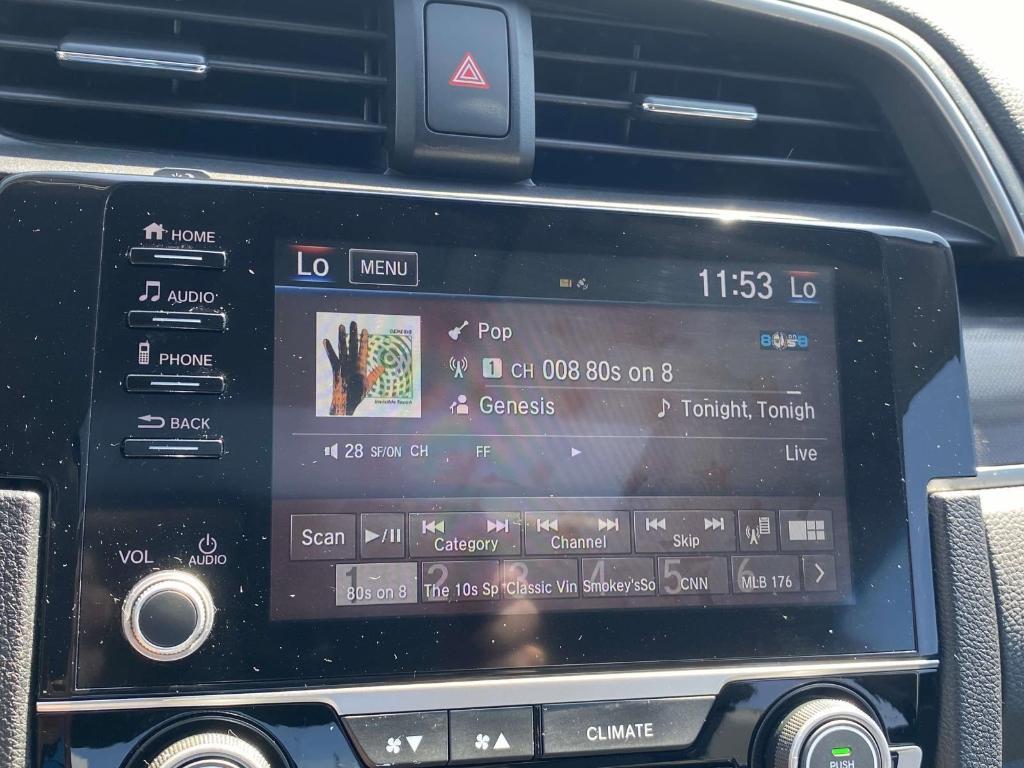 HOME
AUDIO
PHONE
BACK
VOL
AUDIO
Lo MENU 11:53 Lo
Pop
1 CH 008 80s on 8
Genesis Tonight, Tonigh
28 SF/ON CH FF Live
Scan Category Channel Skip
1 80s on 8 2 The 10s Sp 3 Classic Vin 4 Smokey'sSo 5 CNN 6 MLB 176
CLIMATE
PUSH